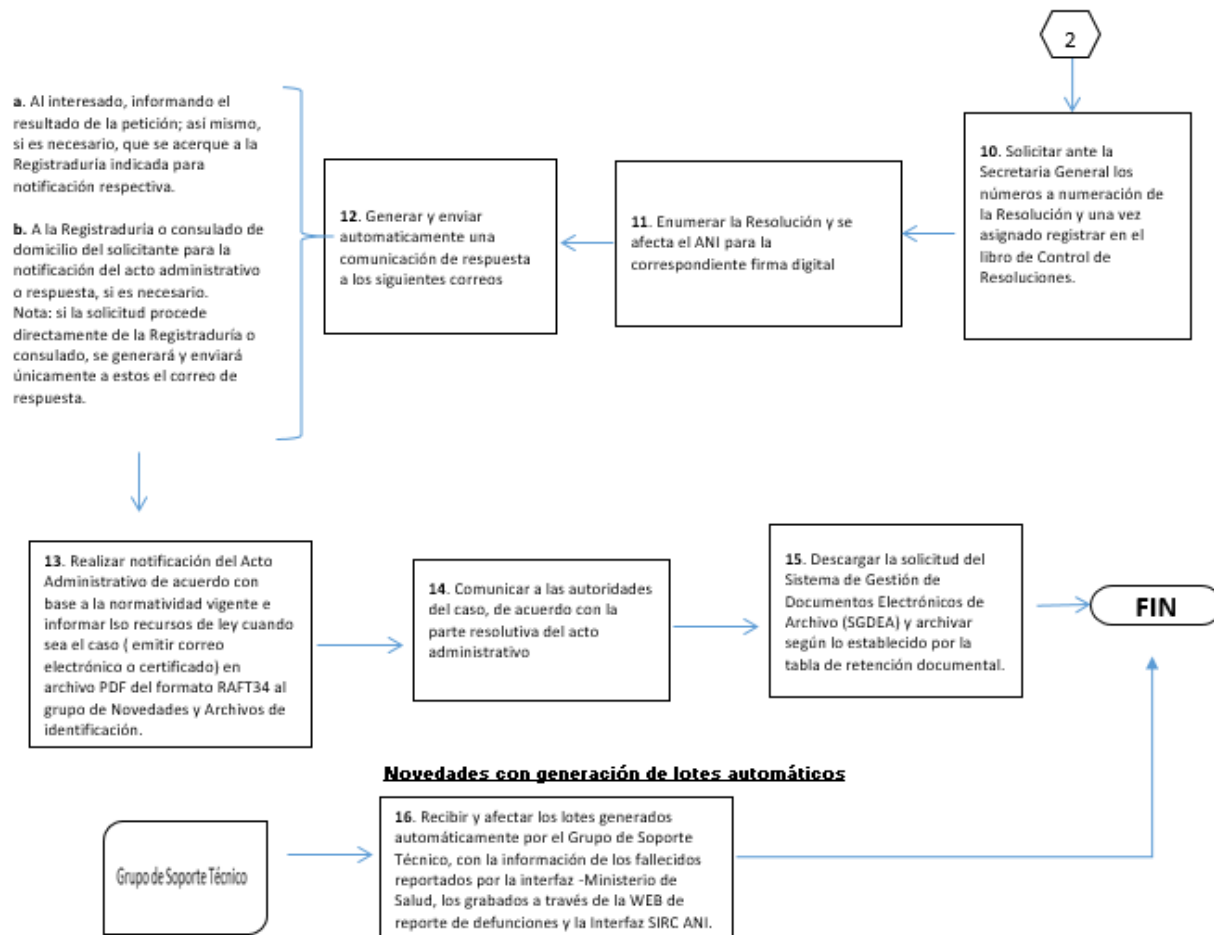 2
10. Solicitar ante la
Secretaria General los
números a numeración de
la Resolución y una vez
asignado registrar en el
libro de Control de
Resoluciones.
11. Enumerar la Resolución y se
afecta el ANI para la
correspondiente firma digital
12. Generar y enviar
automaticamente una
comunicación de respuesta
a los siguientes correos
a. Al interesado, informando el
resultado de la petición; así mismo,
si es necesario, que se acerque a la
Registraduría indicada para
notificación respectiva.
b. A la Registraduría o consulado de
domicilio del solicitante para la
notificación del acto administrativo
o respuesta, si es necesario.
Nota: si la solicitud procede
directamente de la Registraduría o
consulado, se generará y enviará
únicamente a estos el correo de
respuesta.
13. Realizar notificación del Acto
Administrativo de acuerdo con
base a la normatividad vigente e
informar lso recursos de ley cuando
sea el caso ( emitir correo
electrónico o certificado) en
archivo PDF del formato RAFT34 al
grupo de Novedades y Archivos de
identificación.
14. Comunicar a las autoridades
del caso, de acuerdo con la
parte resolutiva del acto
administrativo
15. Descargar la solicitud del
Sistema de Gestión de
Documentos Electrónicos de
Archivo (SGDEA) y archivar
según lo establecido por la
tabla de retención documental.
FIN
Novedades con generación de lotes automáticos
Grupo de Soporte Técnico
16. Recibir y afectar los lotes generados
automáticamente por el Grupo de Soporte
Técnico, con la información de los fallecidos
reportados por la interfaz -Ministerio de
Salud, los grabados a través de la WEB de
reporte de defunciones y la Interfaz SIRC ANI.